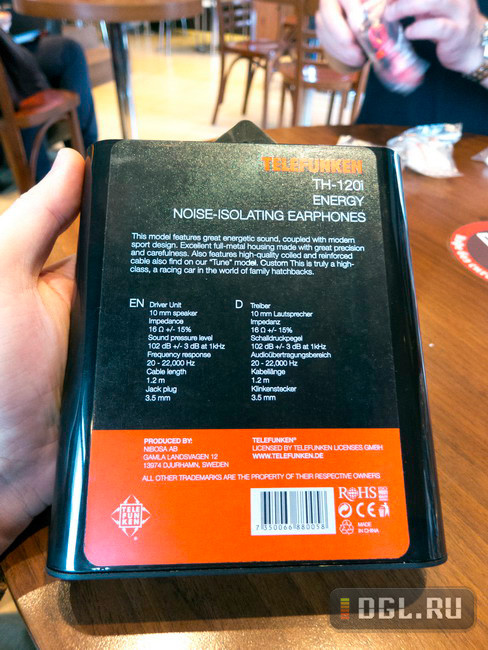 TELEFUNKEN
TH-120i
ENERGY
NOISE-ISOLATING EARPHONES
This model features great energetic sound, coupled with modern
sport design. Excellent full-metal housing made with great precision
and carefulness. Also features high-quality coiled and reinforced
cable also find on our "Tune" model. Custom This is truly a high-
class, a racing car in the world of family hatchbacks.
EN Driver Unit
10 mm speaker
Impedance
16 Ω +/- 15%
Sound pressure level
102 dB +/- 3 dB at 1kHz
Frequency response
20 - 22,000 Hz
Cable length
1.2 m
Jack plug
3.5 mm
D Treiber
10 mm Lautsprecher
Impedanz
16 Ω +/- 15%
Schalldruckpegel
102 dB +/- 3 dB at 1kHz
Audioübertragungsbereich
20 - 22,000 Hz
Kabellänge
1.2 m
Klinkenstecker
3.5 mm
PRODUCED BY:
NIBOSA AB
GAMLA LANDSVAGEN 12
13974 DJURHAMN, SWEDEN
TELEFUNKEN®
LICENSED BY TELEFUNKEN LICENSES GMBH
WWW.TELEFUNKEN.DE
ALL OTHER TRADEMARKS ARE THE PROPERTY OF THEIR RESPECTIVE OWNERS
TELE
FUN
KEN
®
7 350066 880058
RoHS
CE
MADE
IN CHINA
DGL.RU